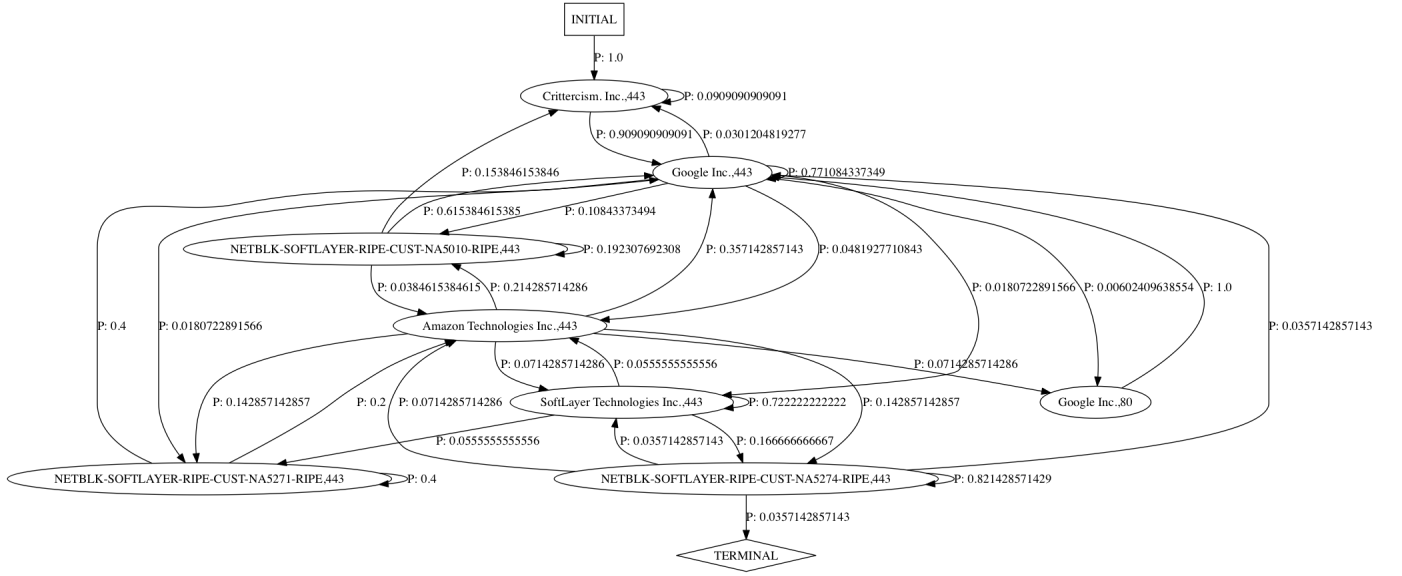 INITIAL
P: 1.0
Crittercism. Inc.,443
P: 0.0909090909091
P: 0.909090909091
P: 0.0301204819277
P: 0.153846153846
Google Inc.,443
P: 0.771084337349
P: 0.615384615385
P: 0.10843373494
NETBLK-SOFTLAYER-RIPE-CUST-NA5010-RIPE,443
P: 0.192307692308
P: 0.357142857143
P: 0.0481927710843
P: 0.0384615384615
P: 0.214285714286
P: 0.0180722891566
P: 0.00602409638554
P: 1.0
P: 0.4
P: 0.0180722891566
Amazon Technologies Inc.,443
P: 0.0357142857143
P: 0.0714285714286
P: 0.0555555555556
P: 0.0714285714286
P: 0.142857142857
P: 0.2
P: 0.0714285714286
SoftLayer Technologies Inc.,443
P: 0.722222222222
P: 0.142857142857
Google Inc.,80
P: 0.0555555555556
P: 0.0357142857143
P: 0.166666666667
NETBLK-SOFTLAYER-RIPE-CUST-NA5271-RIPE,443
P: 0.4
NETBLK-SOFTLAYER-RIPE-CUST-NA5274-RIPE,443
P: 0.821428571429
P: 0.0357142857143
TERMINAL